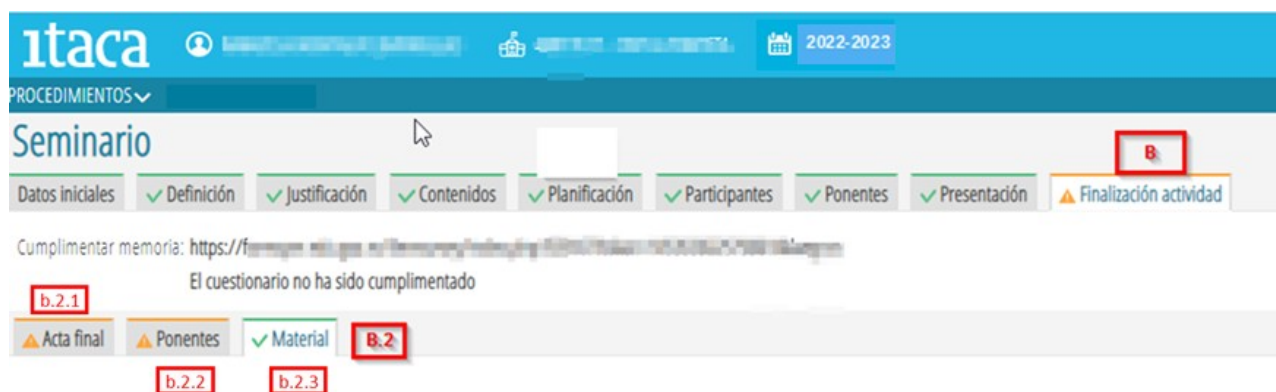 ıtaca 2022-2023
PROCEDIMIENTOS
Seminario
B
Datos iniciales Definición Justificación Contenidos Planificación Participantes Ponentes Presentación Finalización actividad
Cumplimentar memoria: https://f
El cuestionario no ha sido cumplimentado
b.2.1
Acta final Ponentes Material B.2
b.2.2 b.2.3